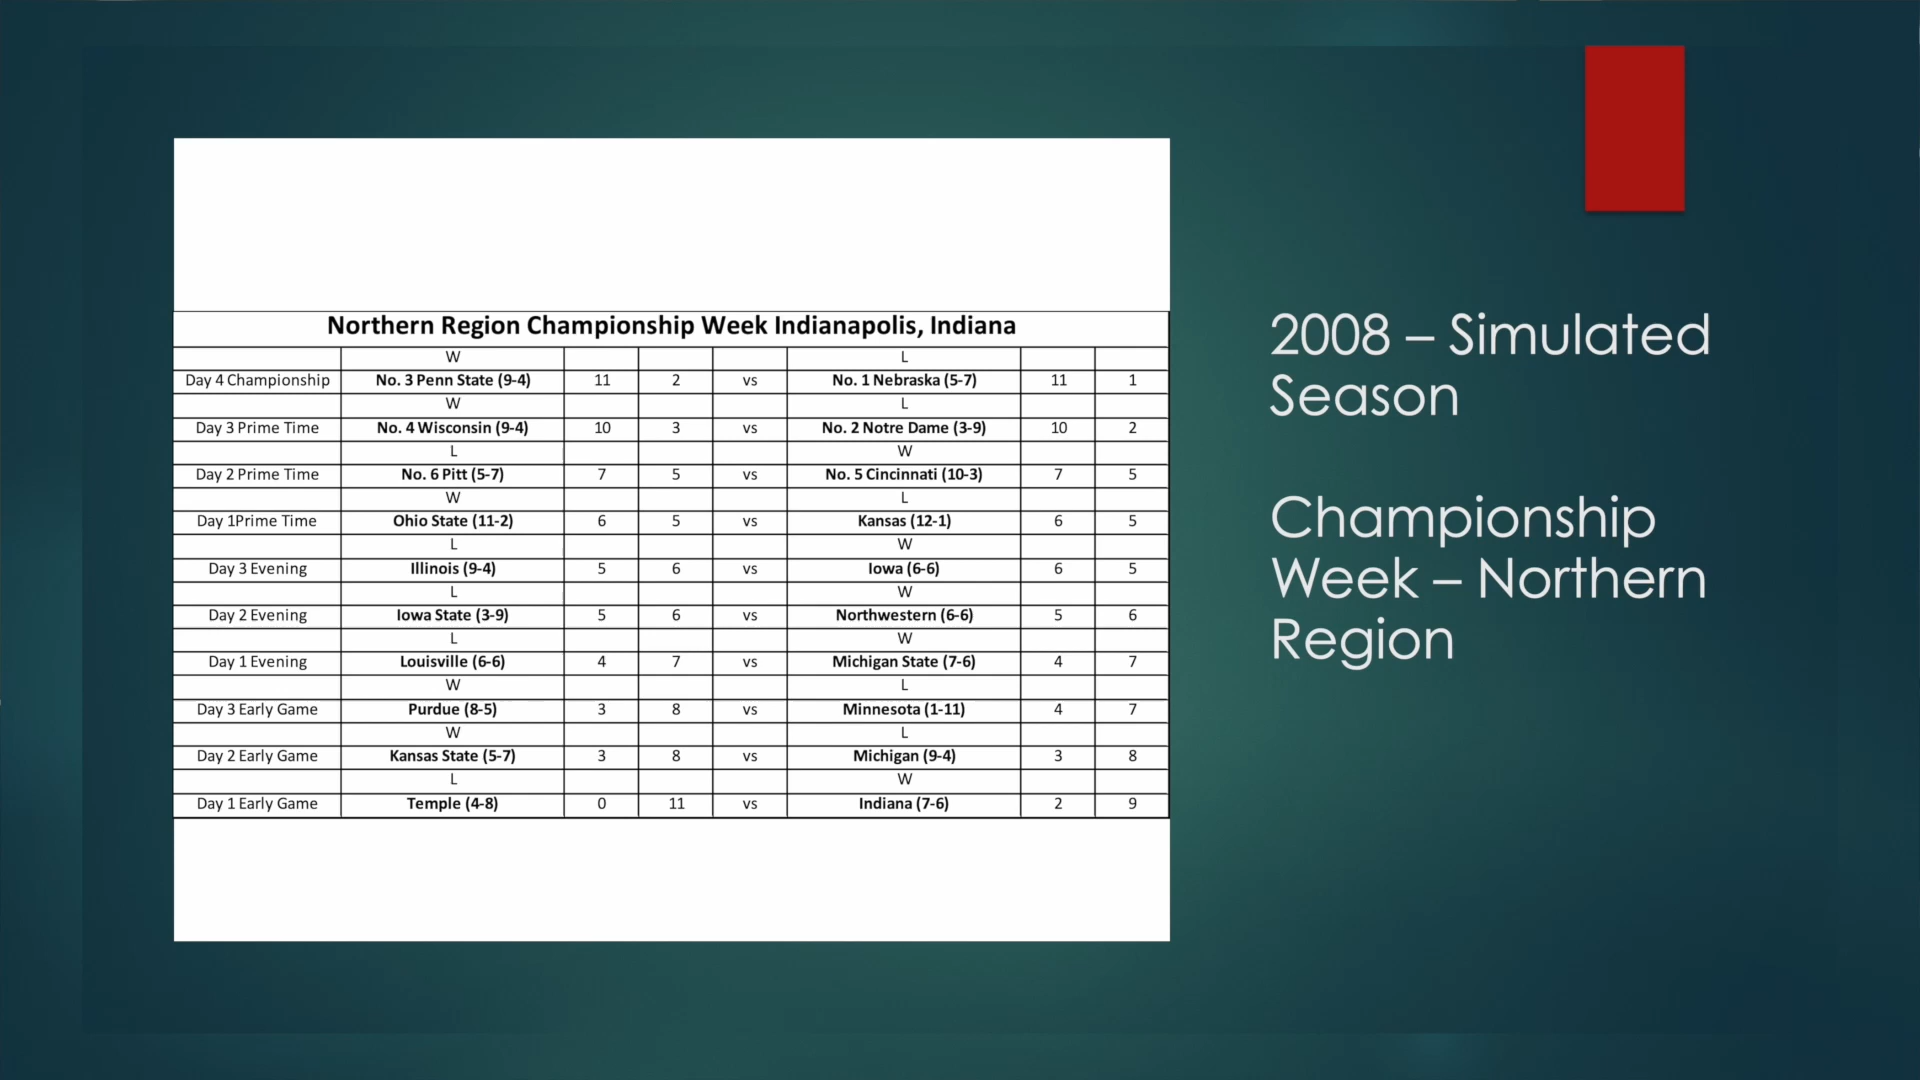 Northern Region Championship Week Indianapolis, Indiana
W L
Day 4 Championship No. 3 Penn State (9-4) 11 2 vs No. 1 Nebraska (5-7) 11 1
W L
Day 3 Prime Time No. 4 Wisconsin (9-4) 10 3 vs No. 2 Notre Dame (3-9) 10 2
L W
Day 2 Prime Time No. 6 Pitt (5-7) 7 5 vs No. 5 Cincinnati (10-3) 7 5
W L
Day 1Prime Time Ohio State (11-2) 6 5 vs Kansas (12-1) 6 5
L W
Day 3 Evening Illinois (9-4) 5 6 vs Iowa (6-6) 6 5
L W
Day 2 Evening Iowa State (3-9) 5 6 vs Northwestern (6-6) 5 6
L W
Day 1 Evening Louisville (6-6) 4 7 vs Michigan State (7-6) 4 7
W L
Day 3 Early Game Purdue (8-5) 3 8 vs Minnesota (1-11) 4 7
W L
Day 2 Early Game Kansas State (5-7) 3 8 vs Michigan (9-4) 3 8
L W
Day 1 Early Game Temple (4-8) 0 11 vs Indiana (7-6) 2 9
2008 – Simulated
Season
Championship
Week – Northern
Region